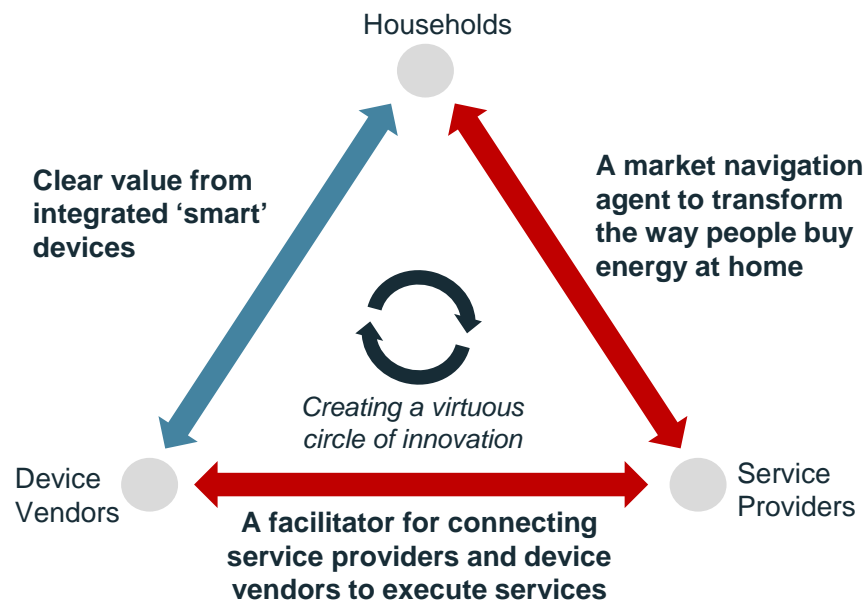 Households
Clear value from
integrated ‘smart’
devices
A market navigation
agent to transform
the way people buy
energy at home
Creating a virtuous
circle of innovation
Device
Vendors
Service
Providers
A facilitator for connecting
service providers and device
vendors to execute services